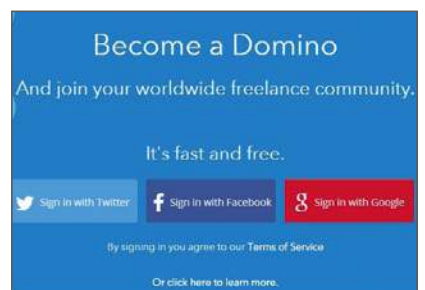 Become a Domino
And join your worldwide freelance community.
It's fast and free.
Sign in with Twitter
Sign in with Facebook
Sign in with Google
By signing in you agree to our Terms of Service
Or click here to learn more.